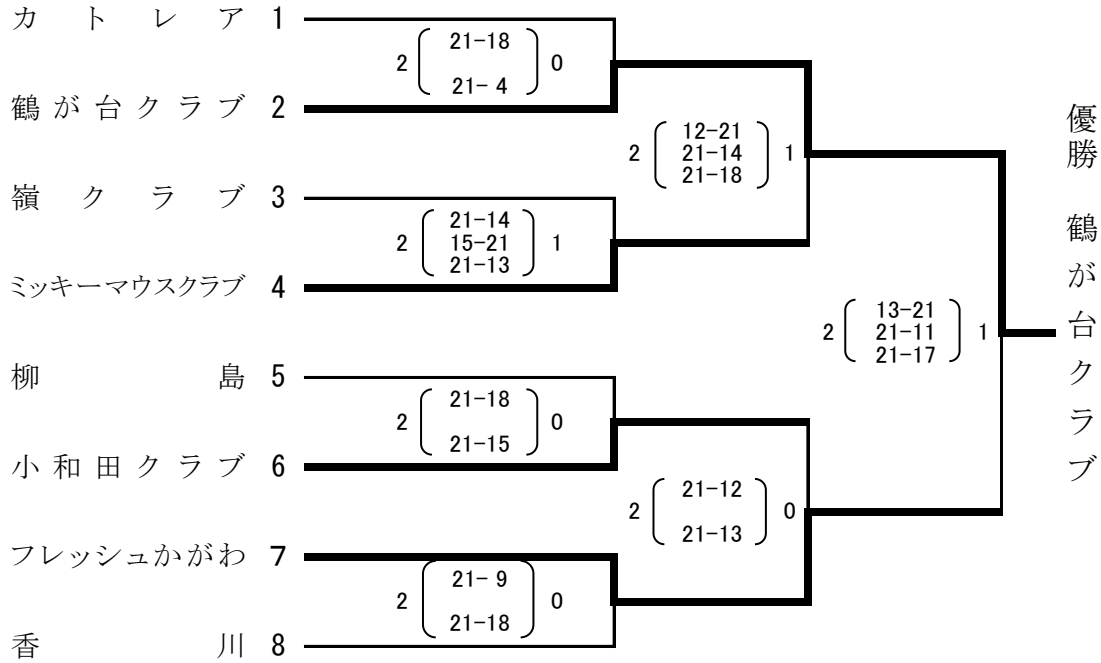 カトレア 1
2 21-18 0
21- 4
鶴が台クラブ 2
2 12-21 1
21-14
21-18
嶺クラブ 3
2 21-14 1
15-21
21-13
ミッキーマウスクラブ 4
2 13-21 1
21-11
21-17
優勝 鶴が台クラブ
柳島 5
2 21-18 0
21-15
小和田クラブ 6
2 21-12 0
21-13
フレッシュかがわ 7
2 21- 9 0
21-18
香川 8